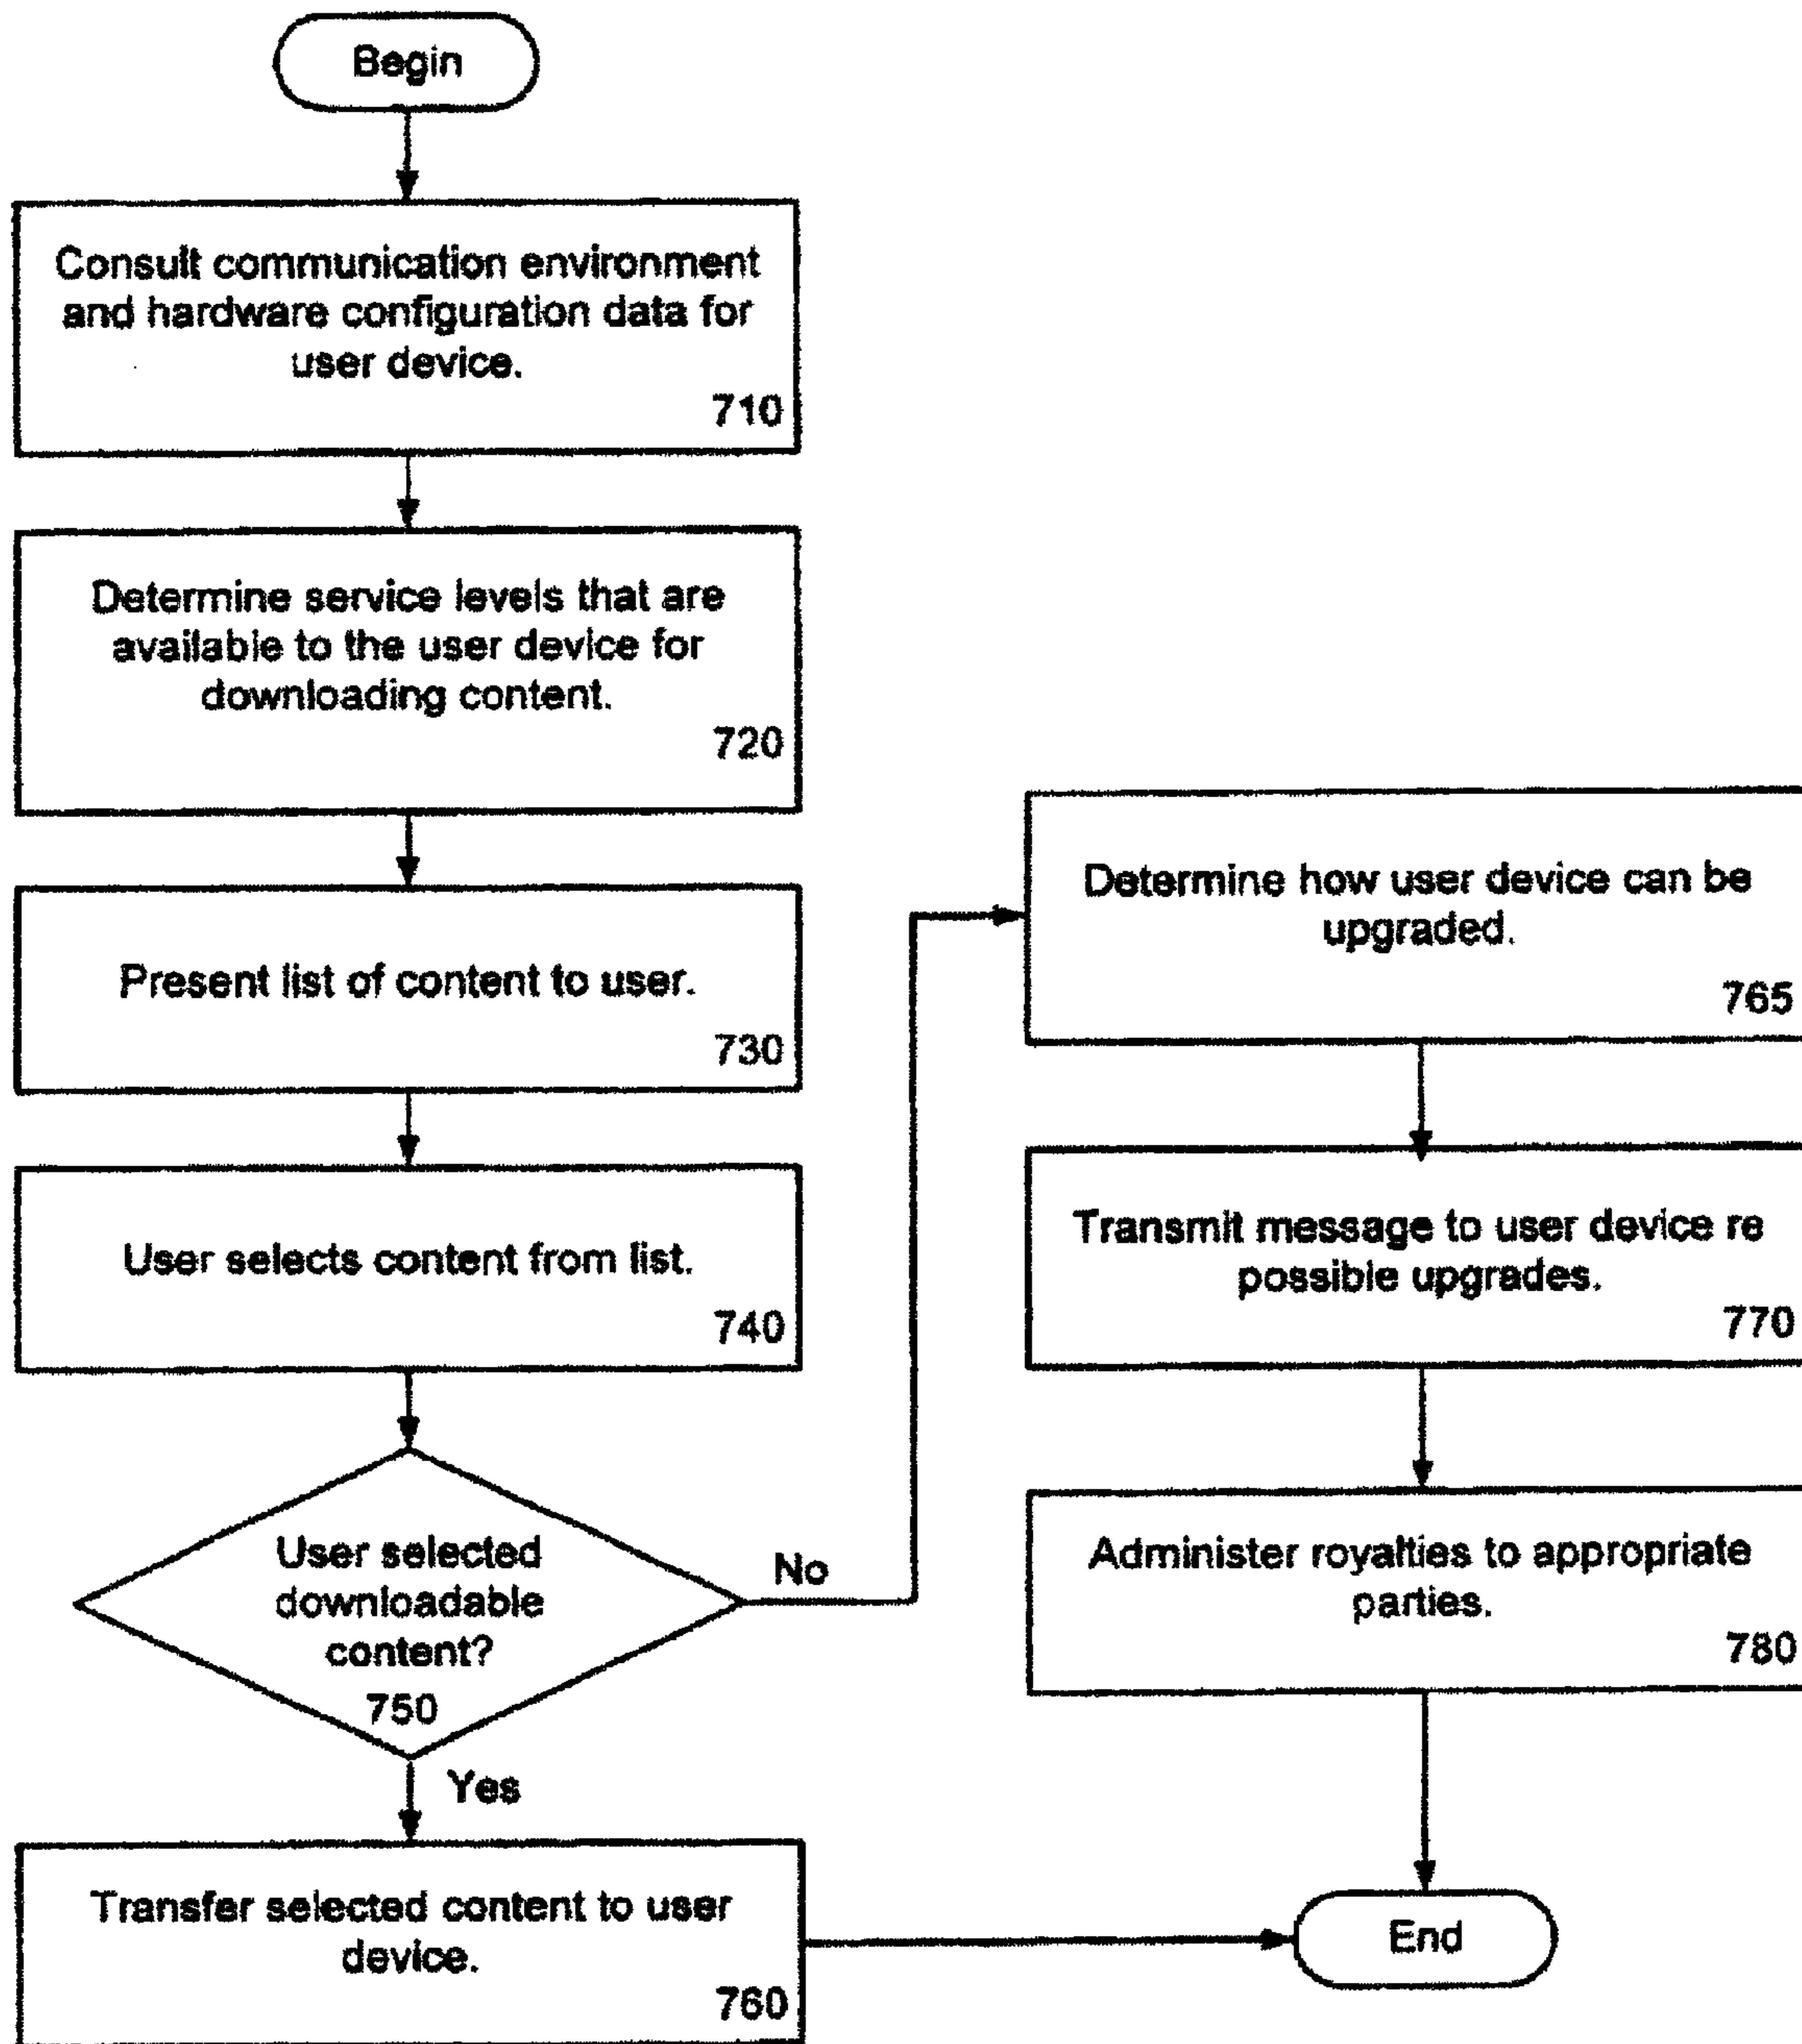 Begin
Consult communication environment
and hardware configuration data for
user device.
710
Determine service levels that are
available to the user device for
downloading content.
720
Present list of content to user.
730
User selects content from list.
740
User selected
downloadable
content?
750
No
Yes
Transfer selected content to user
device.
760
Determine how user device can be
upgraded.
765
Transmit message to user device re
possible upgrades.
770
Administer royalties to appropriate
parties.
780
End